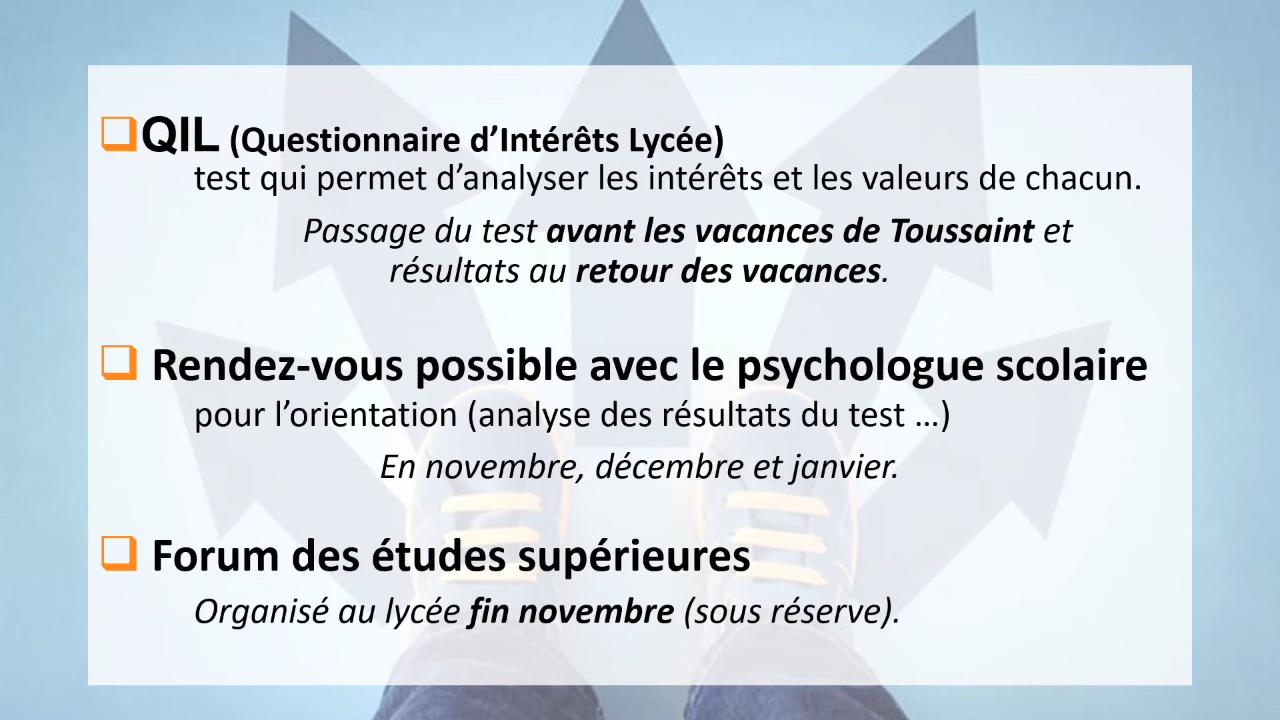 ❑QIL (Questionnaire d’Intérêts Lycée)
test qui permet d’analyser les intérêts et les valeurs de chacun.
Passage du test avant les vacances de Toussaint et
résultats au retour des vacances.
❑ Rendez-vous possible avec le psychologue scolaire
pour l’orientation (analyse des résultats du test …)
En novembre, décembre et janvier.
❑ Forum des études supérieures
Organisé au lycée fin novembre (sous réserve).